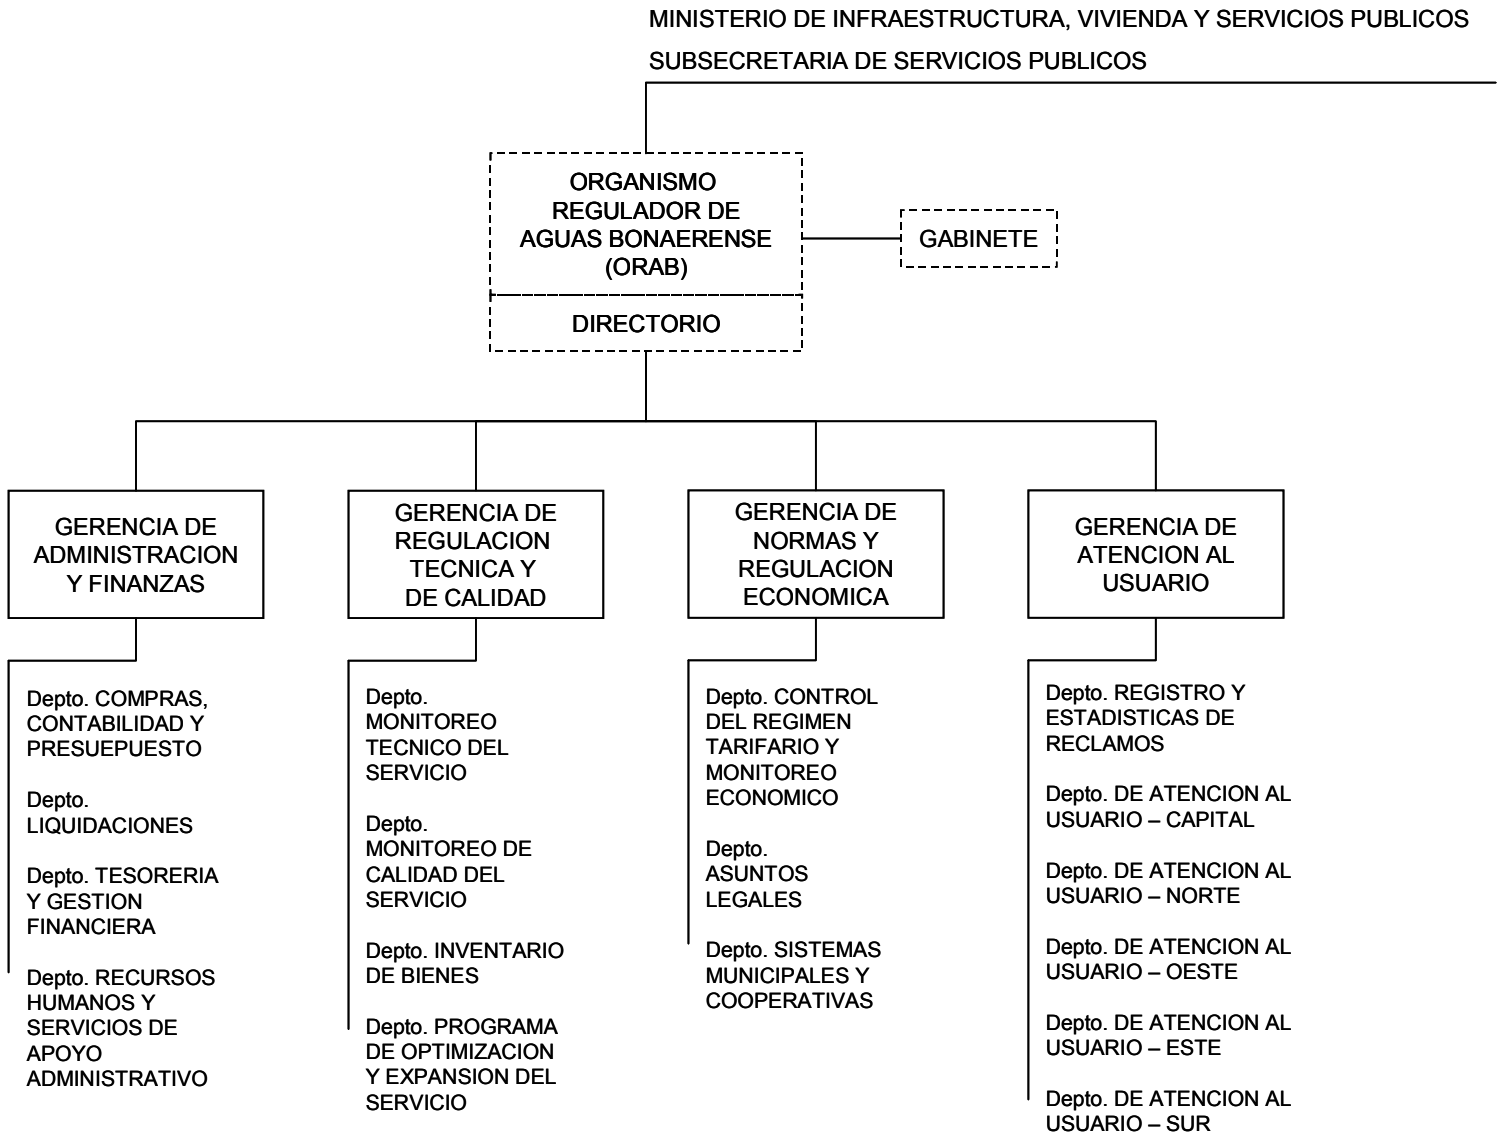 MINISTERIO DE INFRAESTRUCTURA, VIVIENDA Y SERVICIOS PUBLICOS
SUBSECRETARIA DE SERVICIOS PUBLICOS
ORGANISMO
REGULADOR DE
AGUAS BONAERENSE
(ORAB)
DIRECTORIO
GABINETE
GERENCIA DE
ADMINISTRACION
Y FINANZAS
Depto. COMPRAS,
CONTABILIDAD Y
PRESUEPUESTO
Depto.
LIQUIDACIONES
Depto. TESORERIA
Y GESTION
FINANCIERA
Depto. RECURSOS
HUMANOS Y
SERVICIOS DE
APOYO
ADMINISTRATIVO
GERENCIA DE
REGULACION
TECNICA Y
DE CALIDAD
Depto.
MONITOREO
TECNICO DEL
SERVICIO
Depto.
MONITOREO DE
CALIDAD DEL
SERVICIO
Depto. INVENTARIO
DE BIENES
Depto. PROGRAMA
DE OPTIMIZACION
Y EXPANSION DEL
SERVICIO
GERENCIA DE
NORMAS Y
REGULACION
ECONOMICA
Depto. CONTROL
DEL REGIMEN
TARIFARIO Y
MONITOREO
ECONOMICO
Depto.
ASUNTOS
LEGALES
Depto. SISTEMAS
MUNICIPALES Y
COOPERATIVAS
GERENCIA DE
ATENCION AL
USUARIO
Depto. REGISTRO Y
ESTADISTICAS DE
RECLAMOS
Depto. DE ATENCION AL
USUARIO – CAPITAL
Depto. DE ATENCION AL
USUARIO – NORTE
Depto. DE ATENCION AL
USUARIO – OESTE
Depto. DE ATENCION AL
USUARIO – ESTE
Depto. DE ATENCION AL
USUARIO – SUR